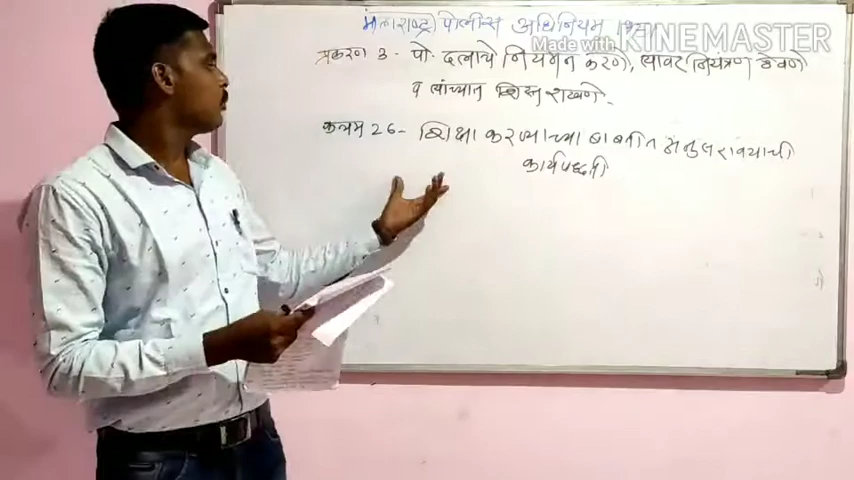 महाराष्ट्र पोलीस अधिनियम
Made with KINEMASTER
प्रकरण 3 - पो. दलाचे नियमन करणे, त्यावर नियंत्रण ठेवणे
व त्यांच्यात शिस्त राखणे.
कलम 26 - शिक्षा करण्याच्या बाबतीत अनुसरावयाची
कार्यपद्धती